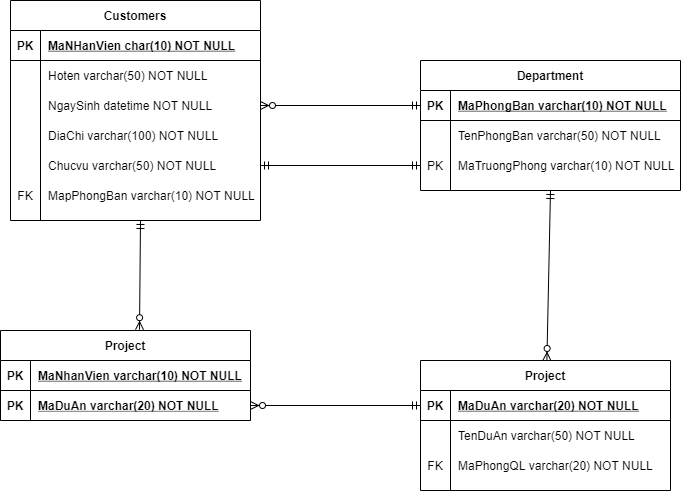 Customers
PK MaNHanVien char(10) NOT NULL
Hoten varchar(50) NOT NULL
NgaySinh datetime NOT NULL
DiaChi varchar(100) NOT NULL
Chucvu varchar(50) NOT NULL
FK MapPhongBan varchar(10) NOT NULL
Department
PK MaPhongBan varchar(10) NOT NULL
TenPhongBan varchar(50) NOT NULL
PK MaTruongPhong varchar(10) NOT NULL
Project
PK MaNhanVien varchar(10) NOT NULL
PK MaDuAn varchar(20) NOT NULL
Project
PK MaDuAn varchar(20) NOT NULL
TenDuAn varchar(50) NOT NULL
FK MaPhongQL varchar(20) NOT NULL